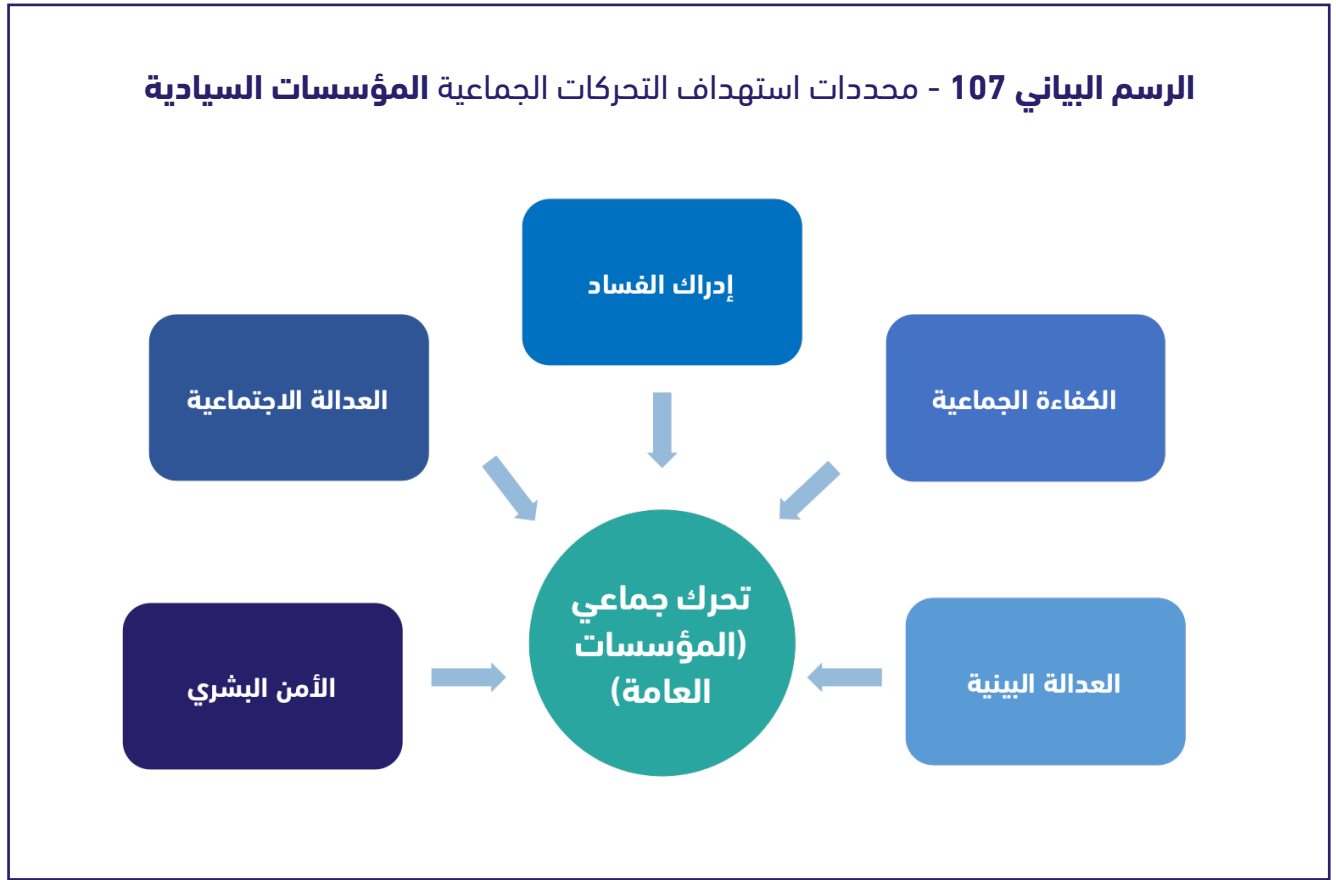 الرسم البياني 107 - محددات استهداف التحركات الجماعية المؤسسات السيادية
إدراك الفساد
الكفاءة الجماعية
العدالة الاجتماعية
تحرك جماعي
(المؤسسات
العامة)
العدالة البينية
الأمن البشري